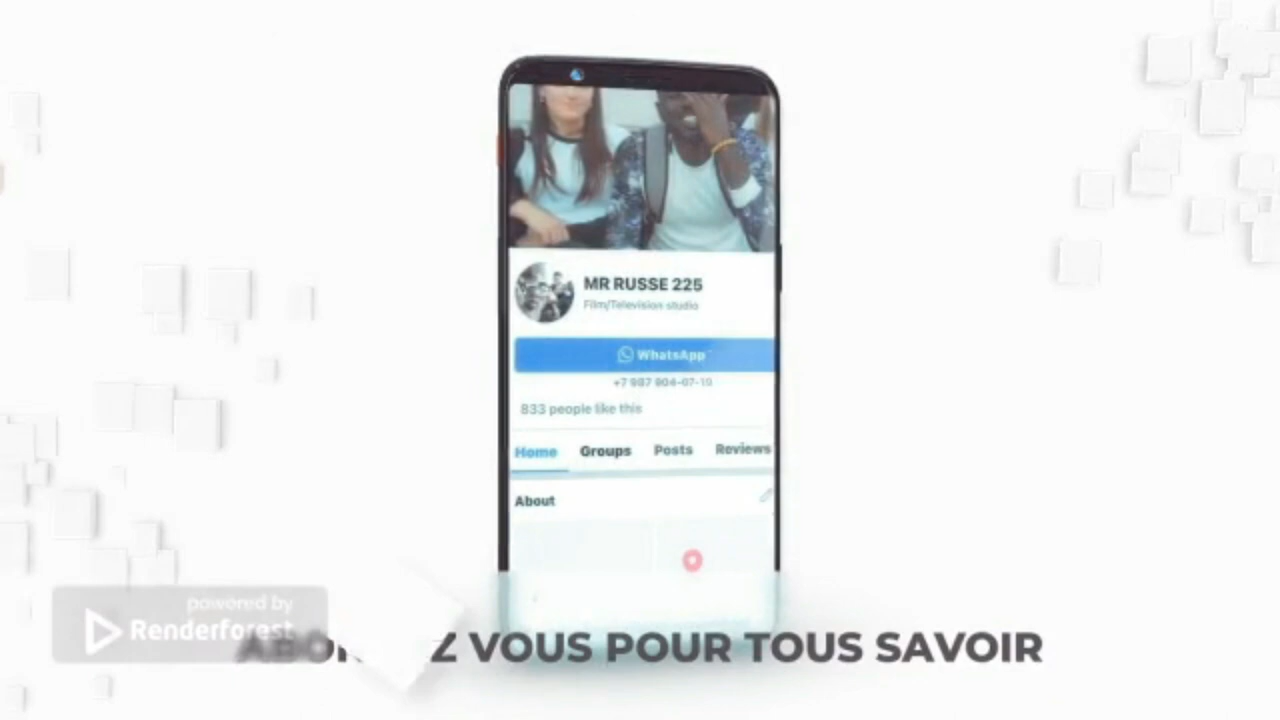 MR RUSSE 225
Film/Television studio
WhatsApp
+7 987 904-07-19
833 people like this
Home Groups Posts Reviews
About
powered by
Renderforest
VOUS POUR TOUS SAVOIR